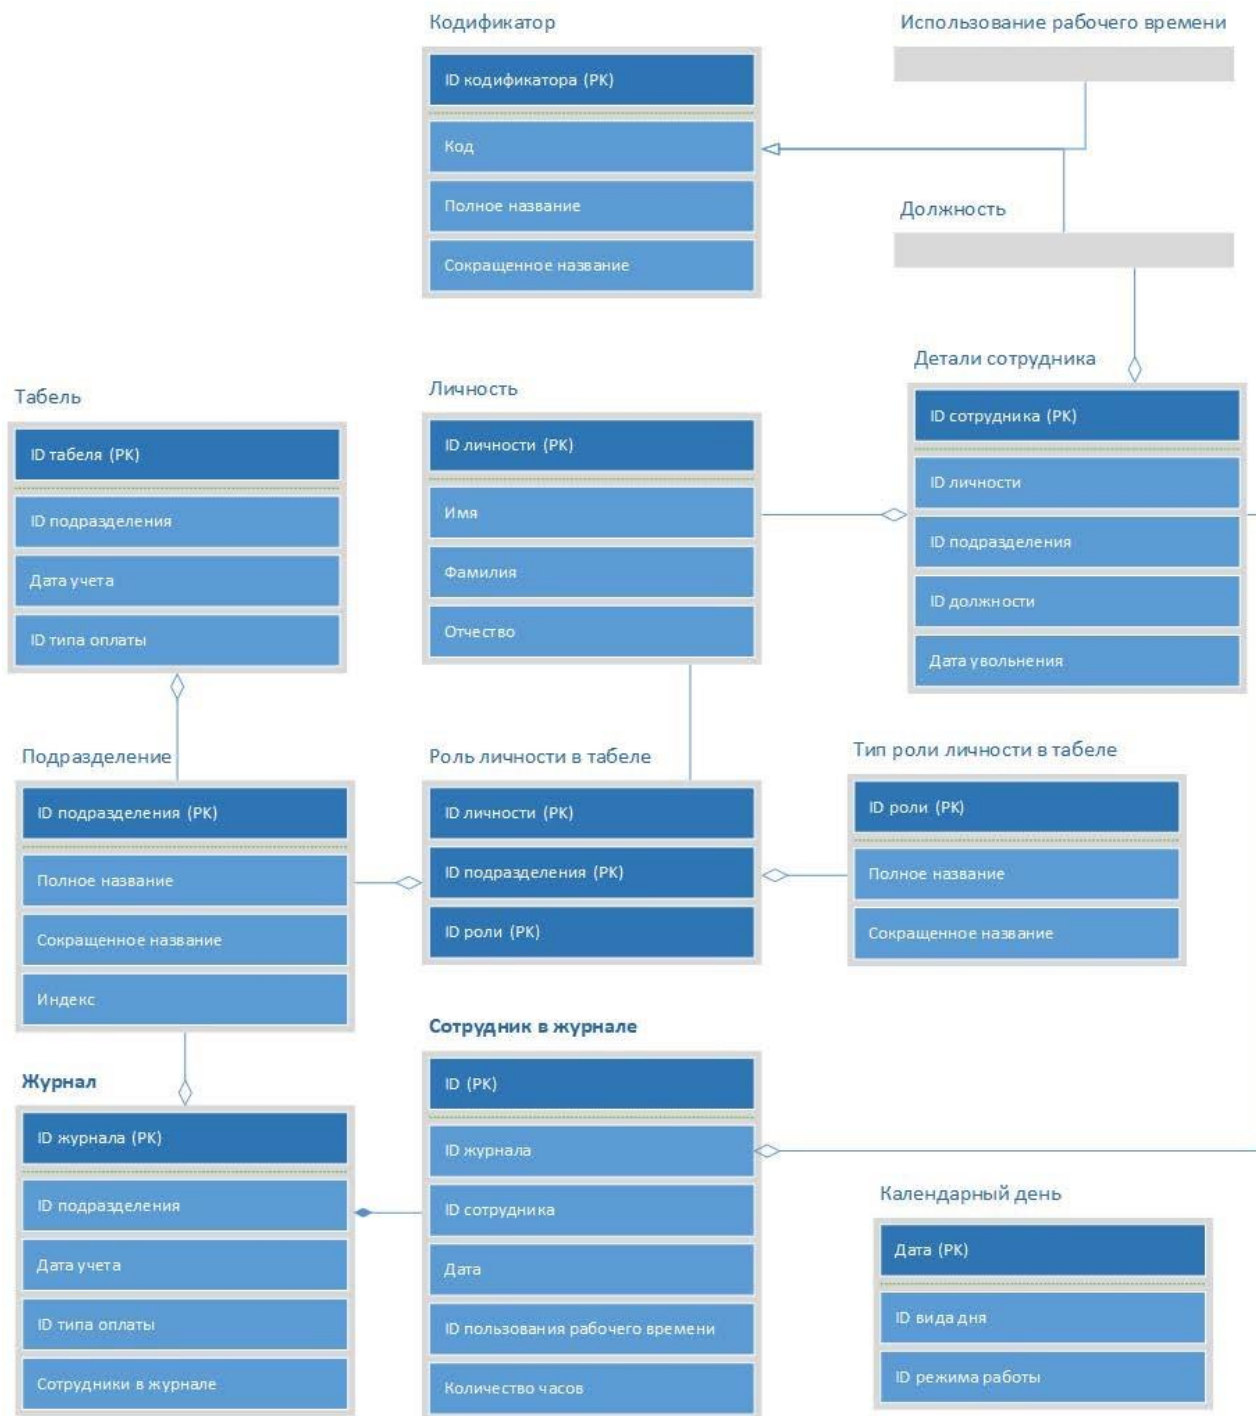 Кодификатор
ID кодификатора (PK)
Код
Полное название
Сокращенное название
Использование рабочего времени
Должность
Детали сотрудника
ID сотрудника (PK)
ID личности
ID подразделения
ID должности
Дата увольнения
Табель
ID табеля (PK)
ID подразделения
Дата учета
ID типа оплаты
Личность
ID личности (PK)
Имя
Фамилия
Отчество
Подразделение
ID подразделения (PK)
Полное название
Сокращенное название
Индекс
Роль личности в табеле
ID личности (PK)
ID подразделения (PK)
ID роли (PK)
Тип роли личности в табеле
ID роли (PK)
Полное название
Сокращенное название
Журнал
ID журнала (PK)
ID подразделения
Дата учета
ID типа оплаты
Сотрудники в журнале
Сотрудник в журнале
ID (PK)
ID журнала
ID сотрудника
Дата
ID пользования рабочего времени
Количество часов
Календарный день
Дата (PK)
ID вида дня
ID режима работы